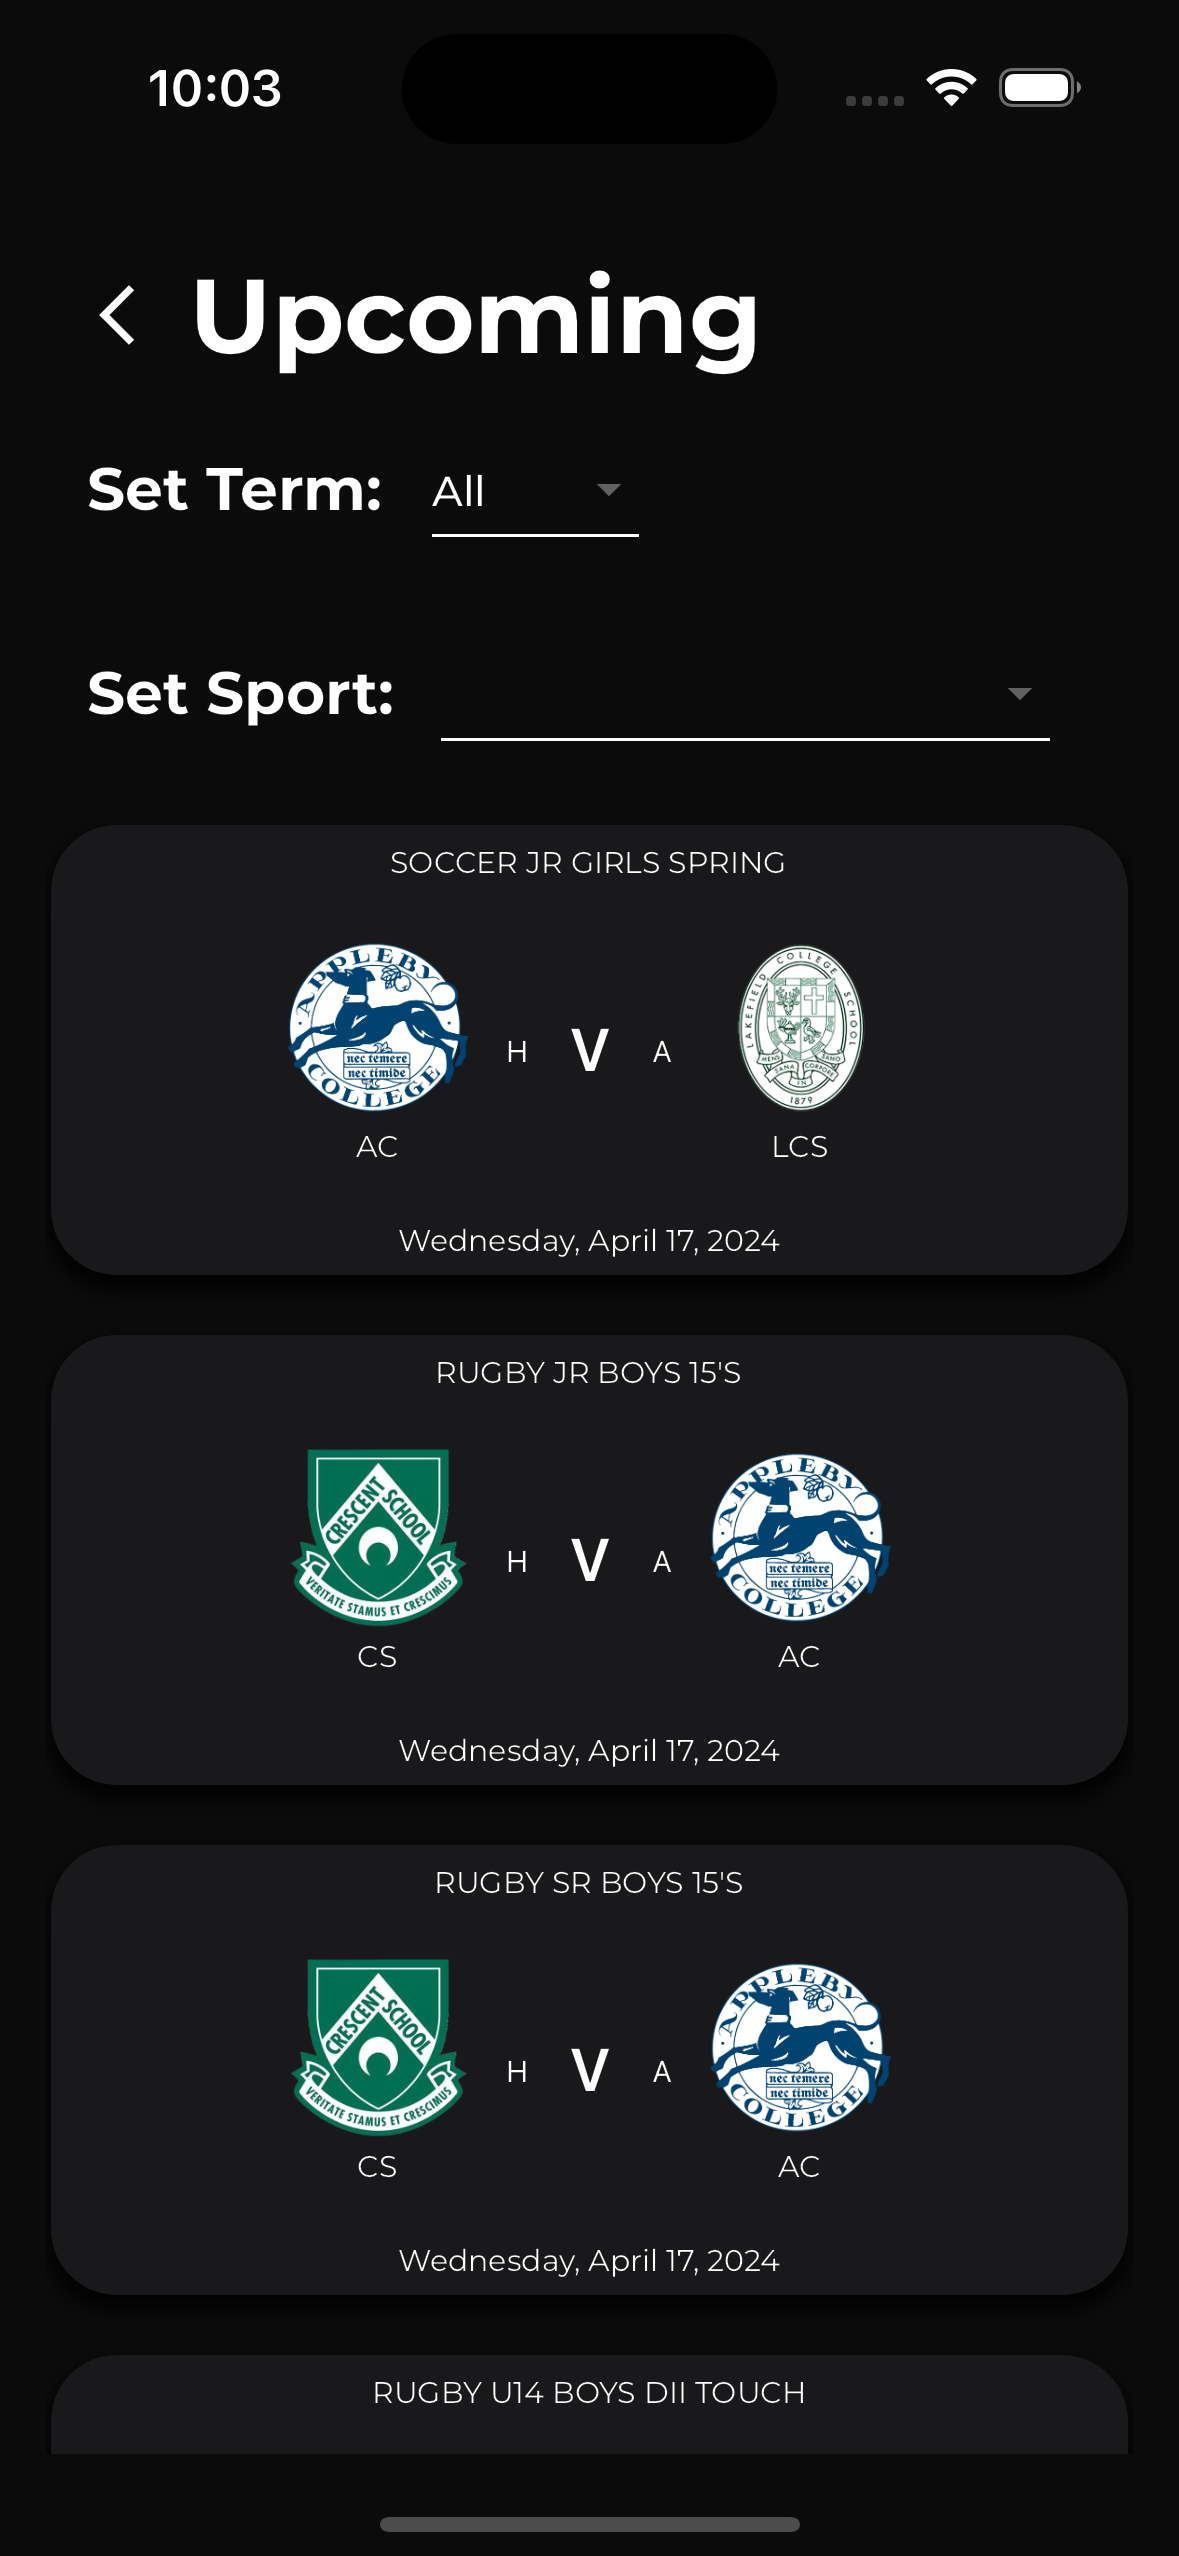 10:03
Upcoming
Set Term: All
Set Sport:
SOCCER JR GIRLS SPRING
APPLEBY COLLEGE
nec temere
nec timide
H V A
LAKEFIELD COLLEGE SCHOOL
MENS SANA IN CORPORE SANO
1879
AC LCS
Wednesday, April 17, 2024
RUGBY JR BOYS 15'S
CRESCENT SCHOOL
VERITATE STAMUS ET CRESCIMUS
H V A
APPLEBY COLLEGE
nec temere
nec timide
CS AC
Wednesday, April 17, 2024
RUGBY SR BOYS 15'S
CRESCENT SCHOOL
VERITATE STAMUS ET CRESCIMUS
H V A
APPLEBY COLLEGE
nec temere
nec timide
CS AC
Wednesday, April 17, 2024
RUGBY U14 BOYS DII TOUCH